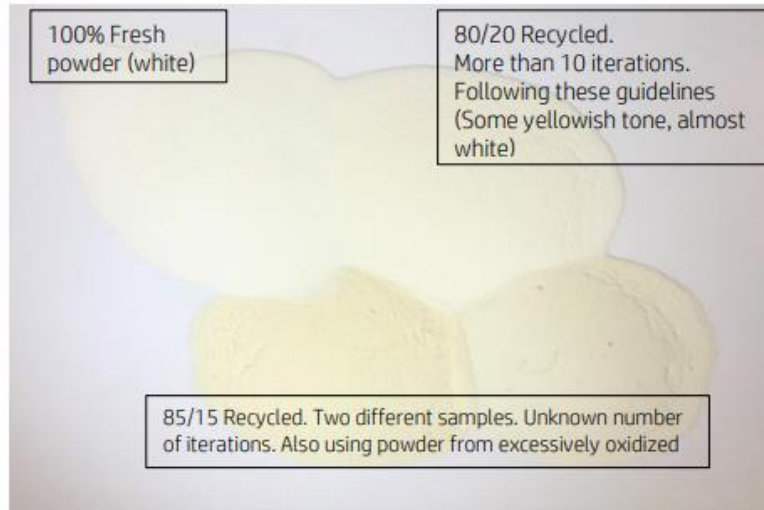 100% Fresh
powder (white)
80/20 Recycled.
More than 10 iterations.
Following these guidelines
(Some yellowish tone, almost
white)
85/15 Recycled. Two different samples. Unknown number
of iterations. Also using powder from excessively oxidized